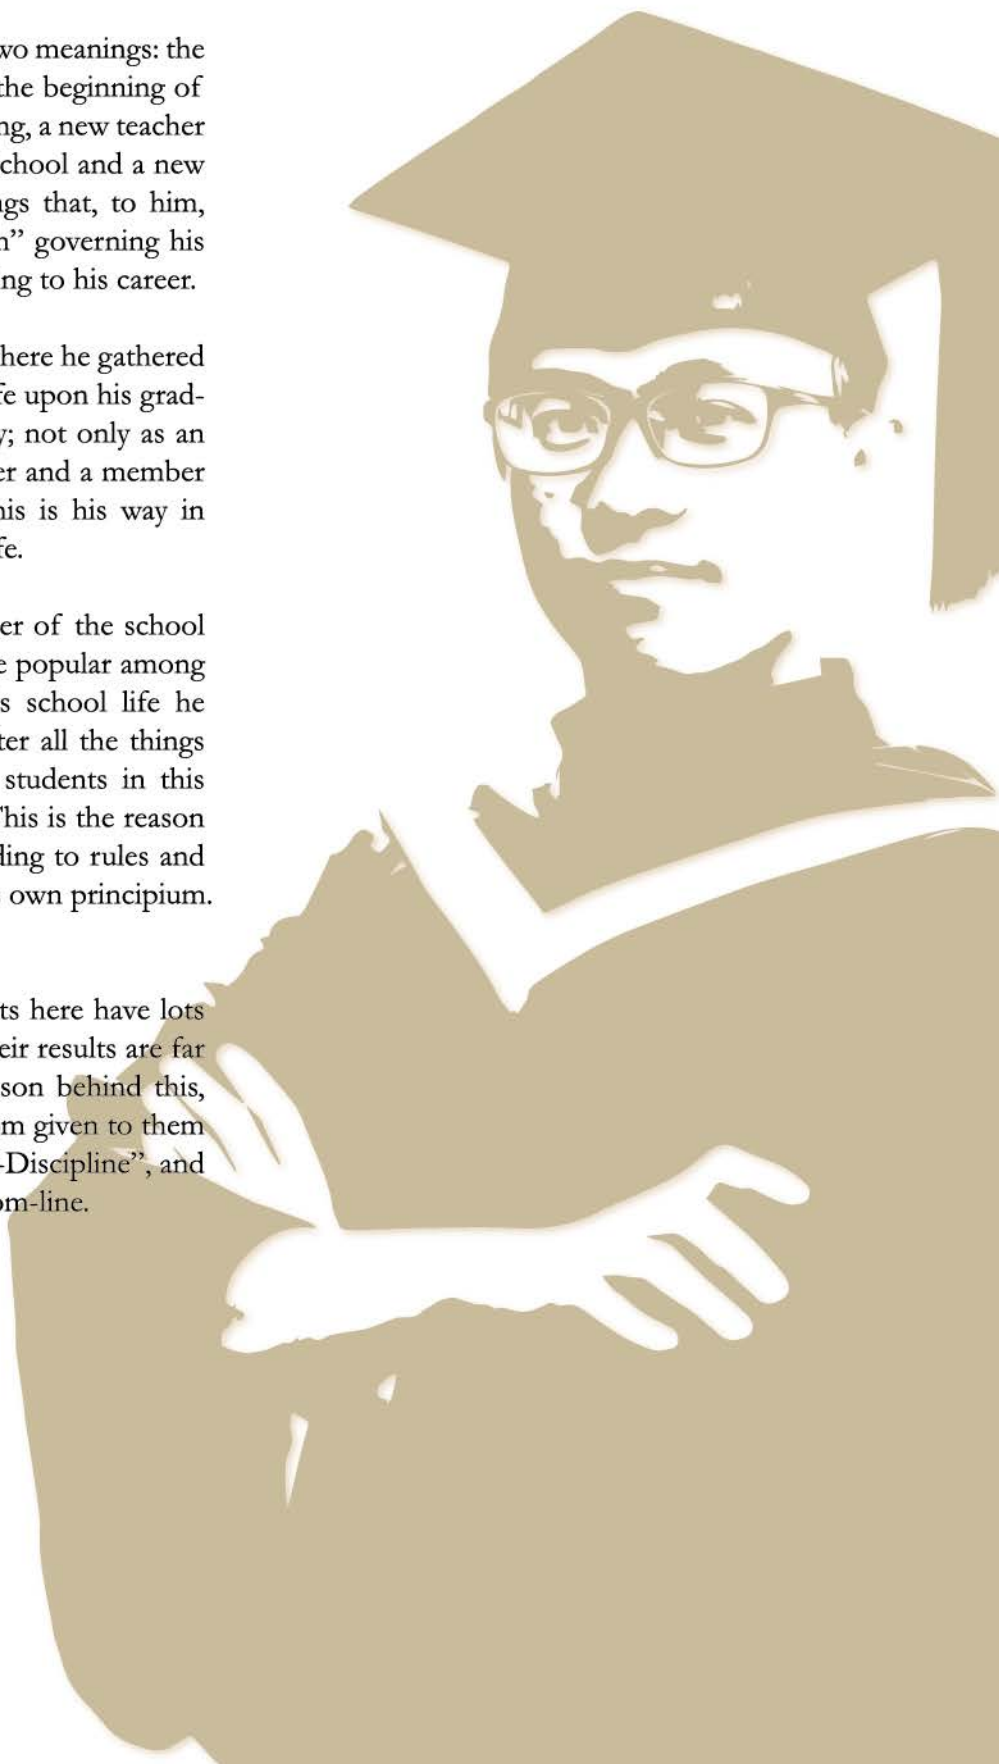 wo meanings: the
the beginning of
ng, a new teacher
chool and a new
ngs that, to him,
n” governing his
ing to his career.
here he gathered
fe upon his grad-
y; not only as an
er and a member
his is his way in
fe.
er of the school
e popular among
s school life he
ter all the things
students in this
This is the reason
ding to rules and
own principium.
ts here have lots
eir results are far
son behind this,
m given to them
-Discipline”, and
om-line.